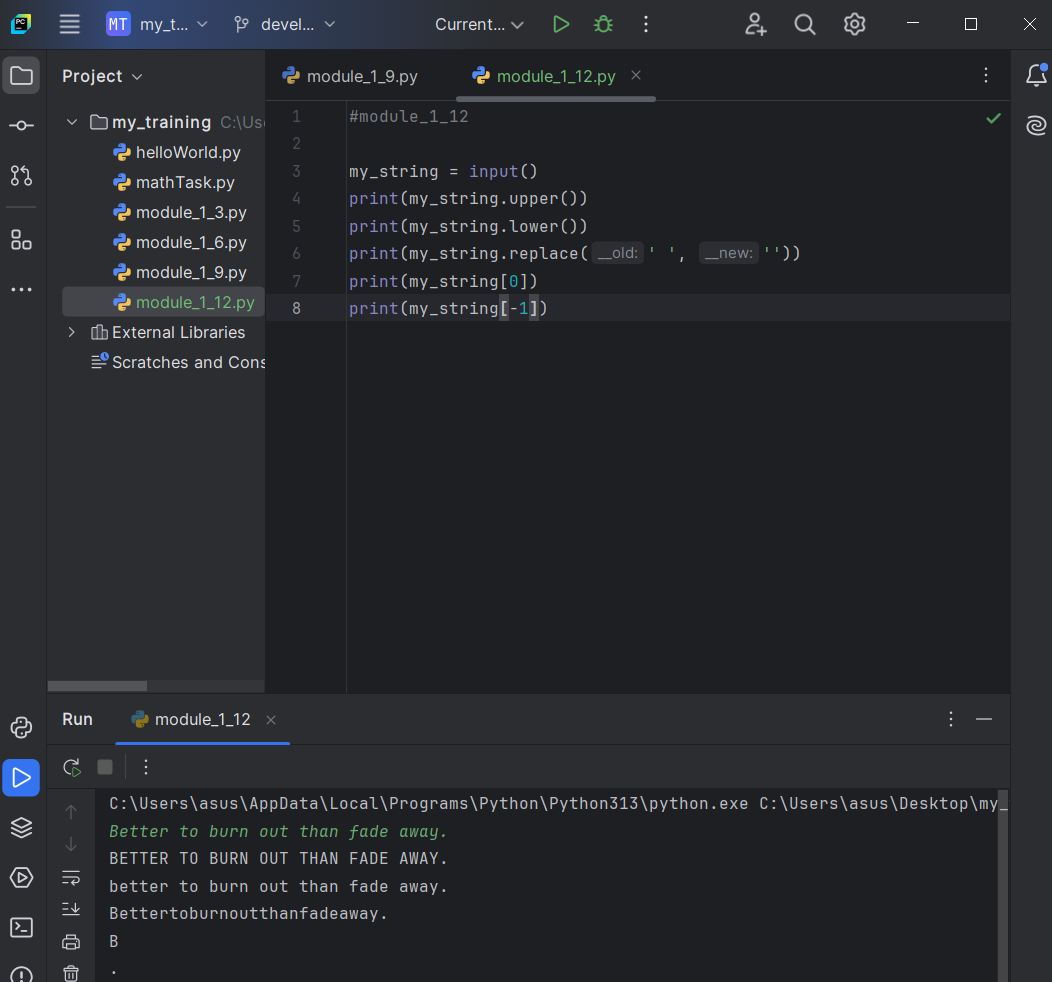 PC
MT my_t... devel... Current...
Project
module_1_9.py
module_1_12.py
my_training C:\Use
helloWorld.py
mathTask.py
module_1_3.py
module_1_6.py
module_1_9.py
module_1_12.py
External Libraries
Scratches and Cons
1 #module_1_12
2
3 my_string = input()
4 print(my_string.upper())
5 print(my_string.lower())
6 print(my_string.replace( __old: ' ', __new: ''))
7 print(my_string[0])
8 print(my_string[-1])
Run module_1_12
C:\Users\asus\AppData\Local\Programs\Python\Python313\python.exe C:\Users\asus\Desktop\my_
Better to burn out than fade away.
BETTER TO BURN OUT THAN FADE AWAY.
better to burn out than fade away.
Bettertoburnoutthanfadeaway.
B
.